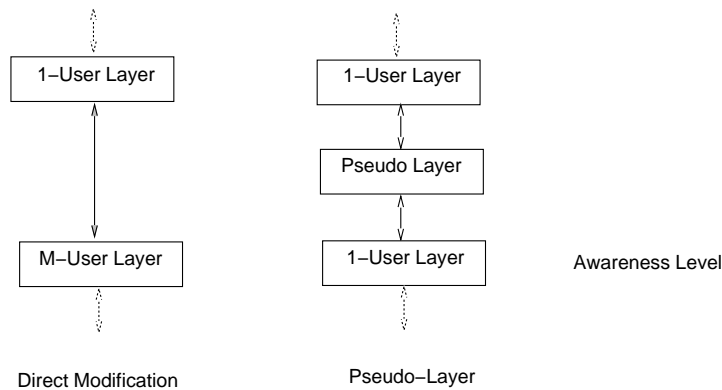 1−User Layer
1−User Layer
Pseudo Layer
M−User Layer
1−User Layer
Awareness Level
Direct Modification
Pseudo−Layer